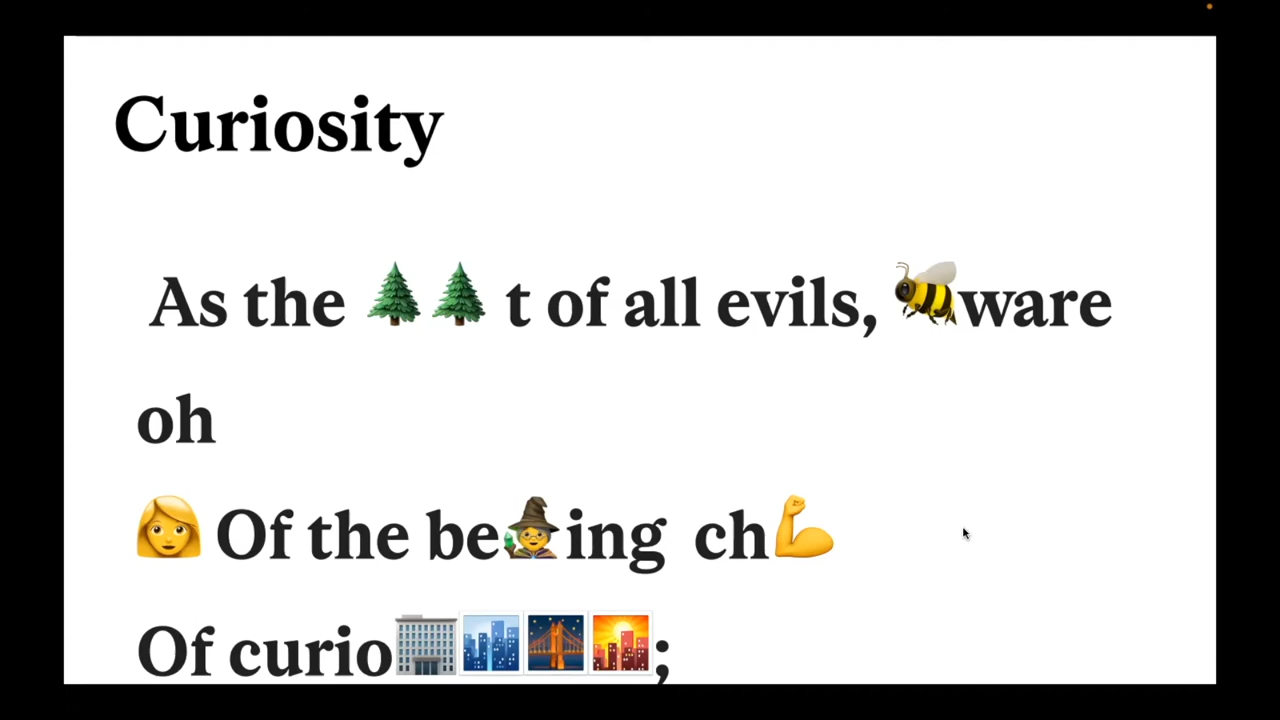 Curiosity
As the 🌲🌲 t of all evils, 🐝ware
oh
👩 Of the be🧙ing ch💪
Of curio🏢🏙️🌉🌇;